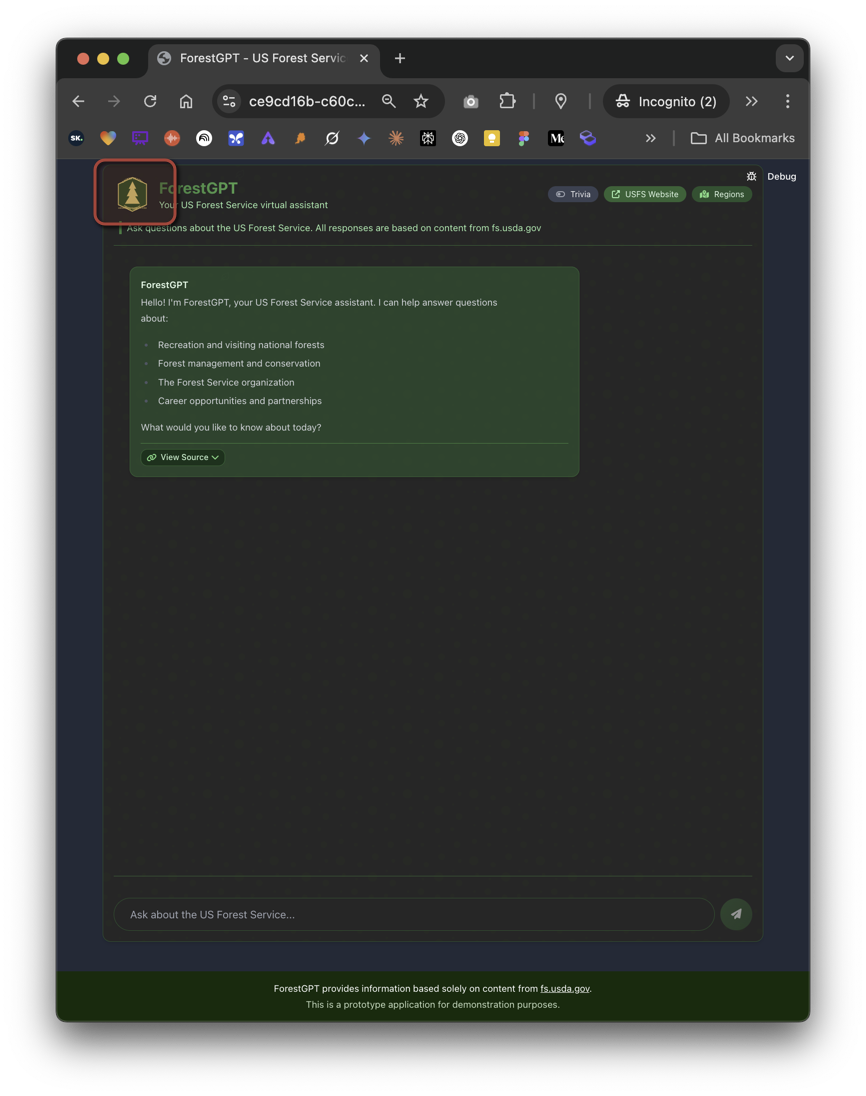 ForestGPT - US Forest Servic
ce9cd16b-c60c...
Incognito (2)
SK.
All Bookmarks
Debug
ForestGPT
Your US Forest Service virtual assistant
Trivia
USFS Website
Regions
Ask questions about the US Forest Service. All responses are based on content from fs.usda.gov
ForestGPT
Hello! I'm ForestGPT, your US Forest Service assistant. I can help answer questions
about:
Recreation and visiting national forests
Forest management and conservation
The Forest Service organization
Career opportunities and partnerships
What would you like to know about today?
View Source
Ask about the US Forest Service...
ForestGPT provides information based solely on content from fs.usda.gov.
This is a prototype application for demonstration purposes.